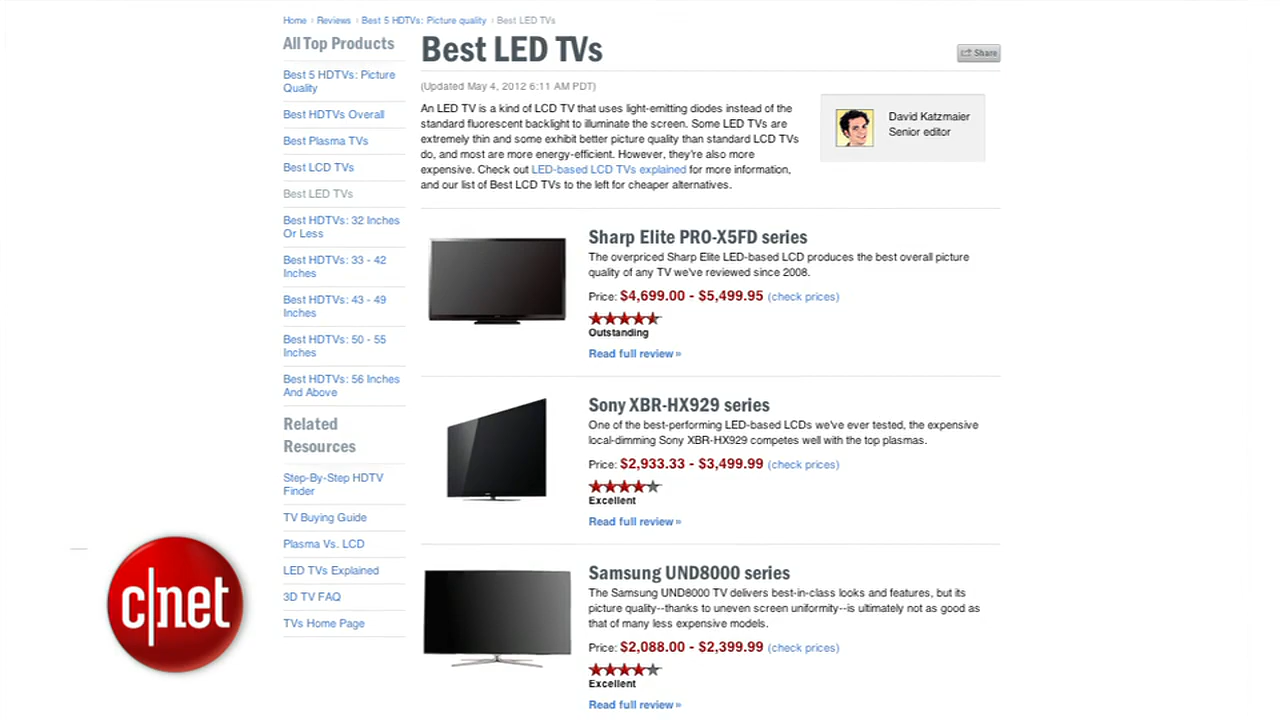 Home › Reviews › Best 5 HDTVs: Picture quality › Best LED TVs
All Top Products
Best 5 HDTVs: Picture
Quality
Best HDTVs Overall
Best Plasma TVs
Best LCD TVs
Best LED TVs
Best HDTVs: 32 Inches
Or Less
Best HDTVs: 33 - 42
Inches
Best HDTVs: 43 - 49
Inches
Best HDTVs: 50 - 55
Inches
Best HDTVs: 56 Inches
And Above
Related
Resources
Step-By-Step HDTV
Finder
TV Buying Guide
Plasma Vs. LCD
LED TVs Explained
3D TV FAQ
TVs Home Page
c|net
Best LED TVs
Share
(Updated May 4, 2012 6:11 AM PDT)
An LED TV is a kind of LCD TV that uses light-emitting diodes instead of the
standard fluorescent backlight to illuminate the screen. Some LED TVs are
extremely thin and some exhibit better picture quality than standard LCD TVs
do, and most are more energy-efficient. However, they're also more
expensive. Check out LED-based LCD TVs explained for more information,
and our list of Best LCD TVs to the left for cheaper alternatives.
David Katzmaier
Senior editor
Sharp Elite PRO-X5FD series
The overpriced Sharp Elite LED-based LCD produces the best overall picture
quality of any TV we've reviewed since 2008.
Price: $4,699.00 - $5,499.95 (check prices)
Outstanding
Read full review »
Sony XBR-HX929 series
One of the best-performing LED-based LCDs we've ever tested, the expensive
local-dimming Sony XBR-HX929 competes well with the top plasmas.
Price: $2,933.33 - $3,499.99 (check prices)
Excellent
Read full review »
Samsung UND8000 series
The Samsung UND8000 TV delivers best-in-class looks and features, but its
picture quality--thanks to uneven screen uniformity--is ultimately not as good as
that of many less expensive models.
Price: $2,088.00 - $2,399.99 (check prices)
Excellent
Read full review »